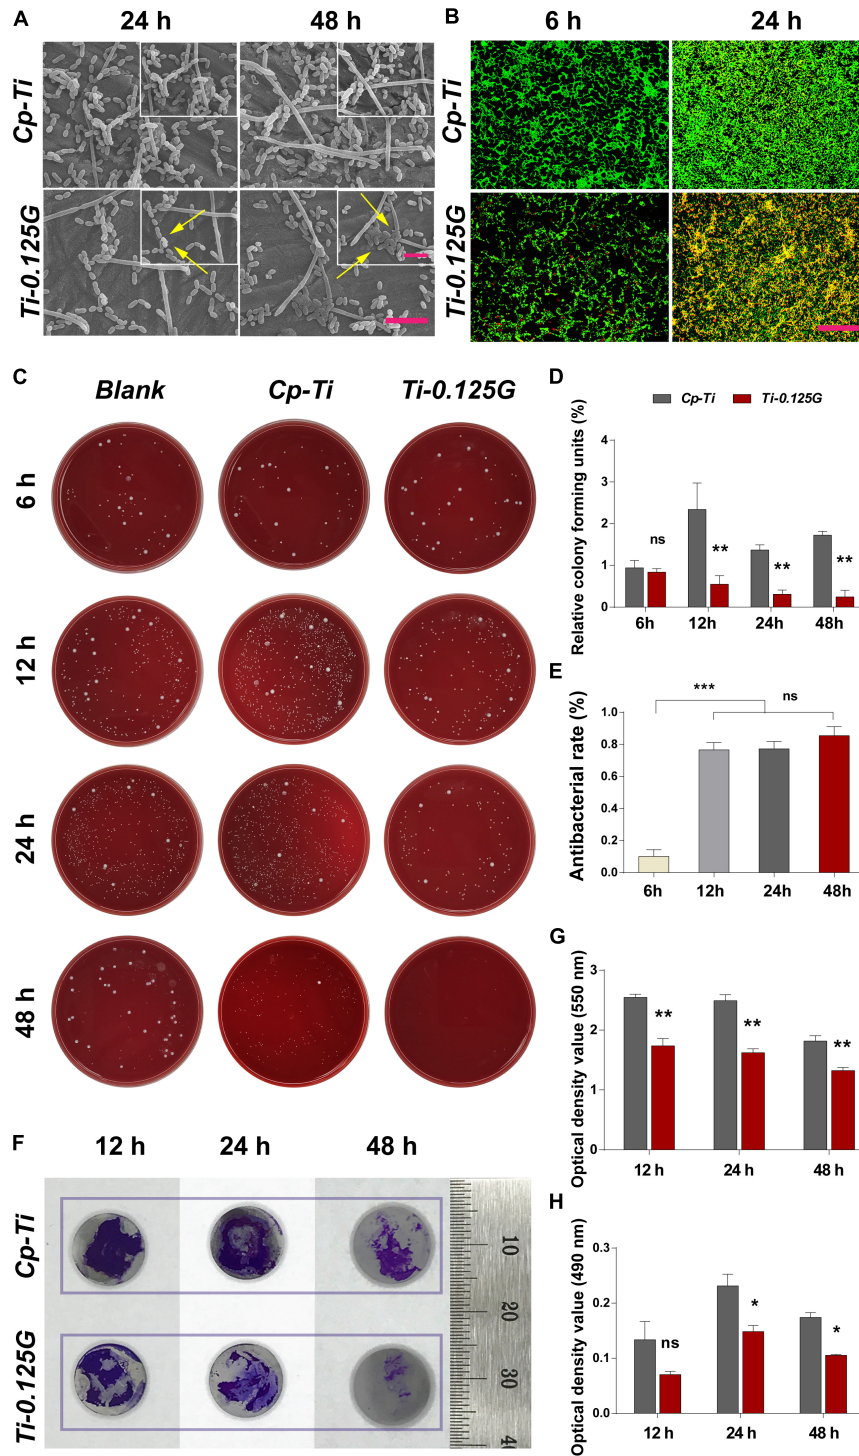 A
24 h
48 h
Cp-Ti
Ti-0.125G
B
6 h
24 h
Cp-Ti
Ti-0.125G
C
Blank
Cp-Ti
Ti-0.125G
6 h
12 h
24 h
48 h
D
Cp-Ti
Ti-0.125G
Relative colony forming units (%)
4
3
2
1
0
ns
**
**
**
6h
12h
24h
48h
E
Antibacterial rate (%)
1.0
0.8
0.6
0.4
0.2
0.0
***
ns
6h
12h
24h
48h
F
12 h
24 h
48 h
Cp-Ti
Ti-0.125G
10
20
30
G
Optical density value (550 nm)
3
2
1
0
**
**
**
12 h
24 h
48 h
H
Optical density value (490 nm)
0.3
0.2
0.1
0.0
ns
*
*
12 h
24 h
48 h